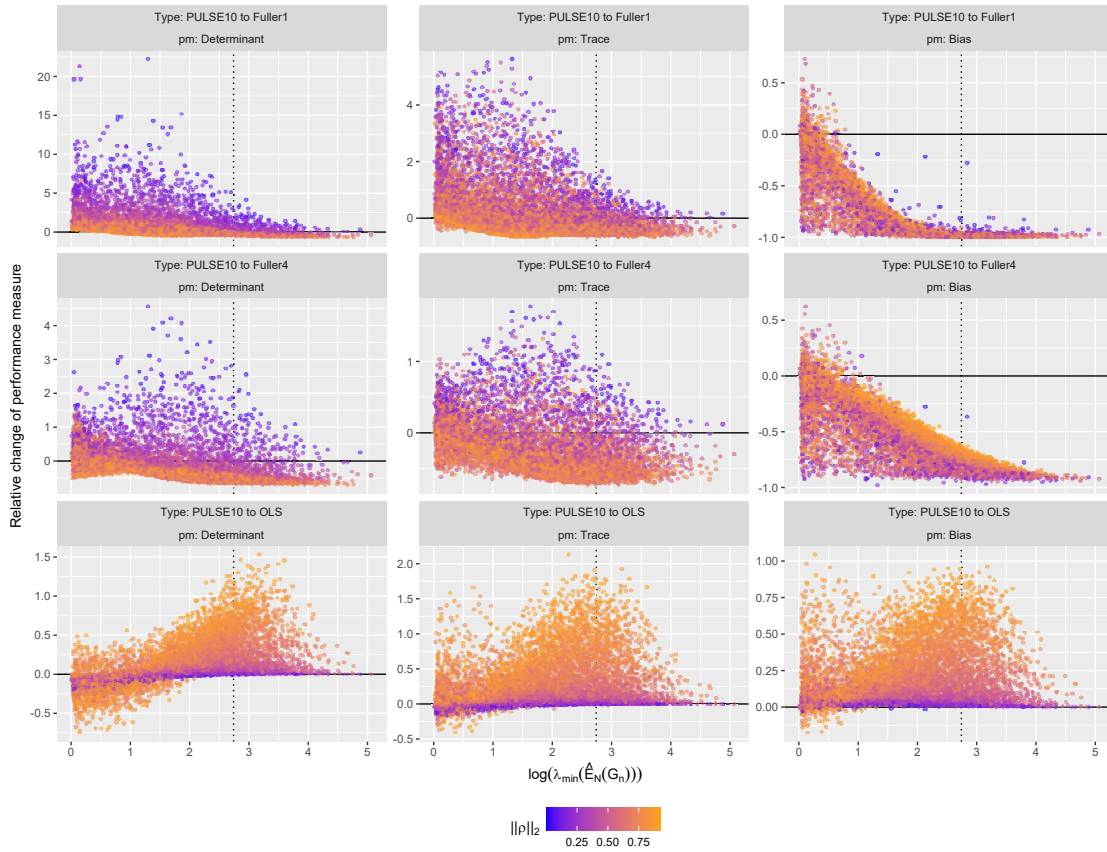 Type: PULSE10 to Fuller1
Type: PULSE10 to Fuller1
Type: PULSE10 to Fuller1
pm: Determinant
pm: Trace
pm: Bias
20
15
10
5
0
4
2
0
0.5
0.0
-0.5
-1.0
Type: PULSE10 to Fuller4
Type: PULSE10 to Fuller4
Type: PULSE10 to Fuller4
pm: Determinant
pm: Trace
pm: Bias
4
3
2
1
0
1
0
0.5
0.0
-0.5
-1.0
Relative change of performance measure
Type: PULSE10 to OLS
Type: PULSE10 to OLS
Type: PULSE10 to OLS
pm: Determinant
pm: Trace
pm: Bias
1.5
1.0
0.5
0.0
-0.5
2.0
1.5
1.0
0.5
0.0
-0.5
1.00
0.75
0.50
0.25
0.00
0 1 2 3 4 5
0 1 2 3 4 5
0 1 2 3 4 5
log(λmin(ÊN(Gn)))
||ρ||2
0.25 0.50 0.75